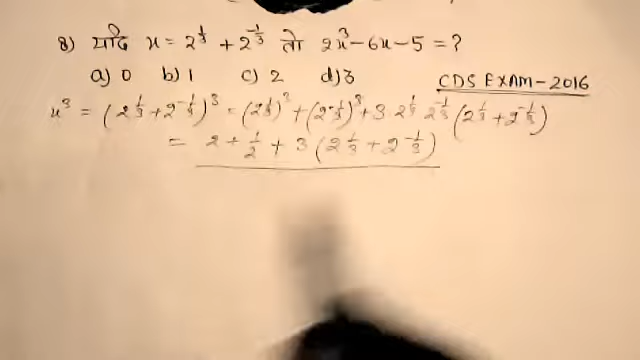 8) यदि x = 2^{1/3} + 2^{-1/3} तो 2x³ - 6x - 5 = ?
a) 0 b) 1 c) 2 d) 3
CDS EXAM - 2016
x³ = (2^{1/3} + 2^{-1/3})³ = (2^{1/3})³ + (2^{-1/3})³ + 3 2^{1/3} 2^{-1/3} (2^{1/3} + 2^{-1/3})
= 2 + 1/2 + 3 (2^{1/3} + 2^{-1/3})